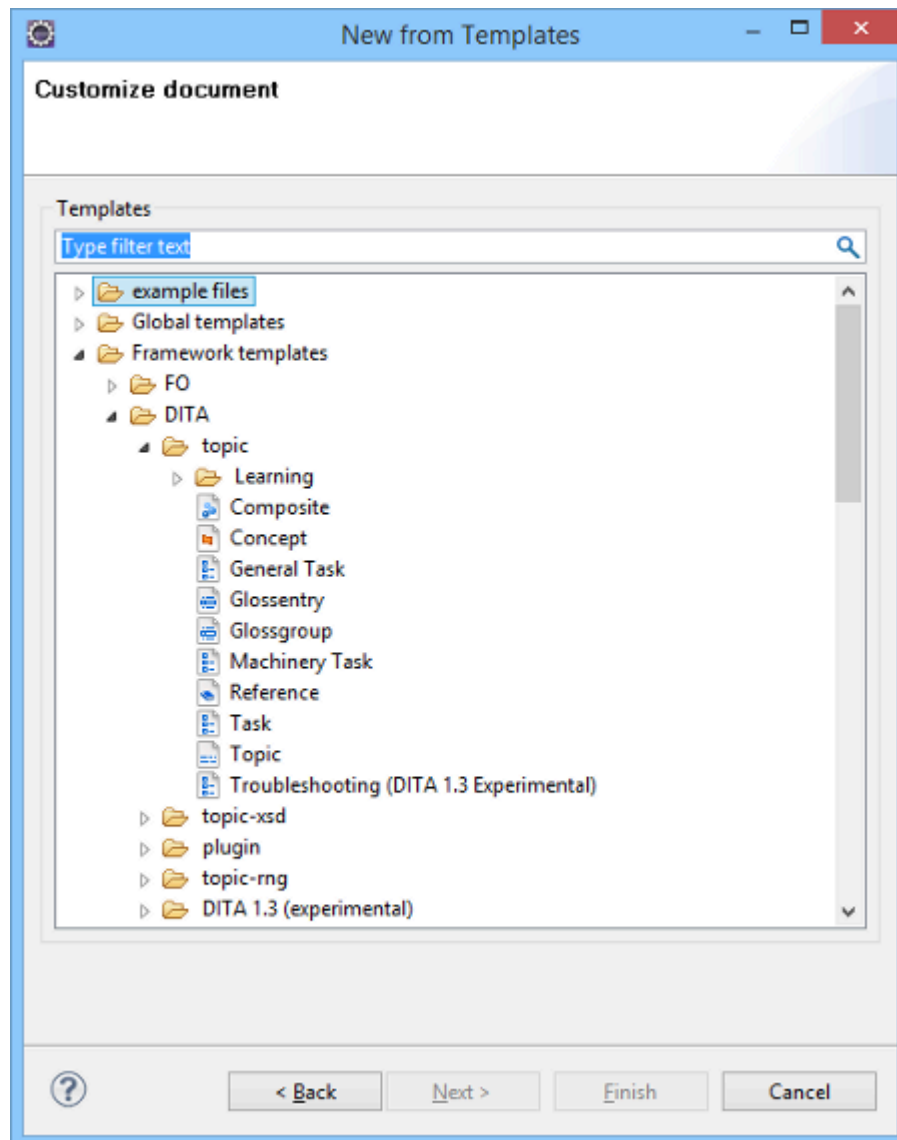 New from Templates
Customize document
Templates
Type filter text
example files
Global templates
Framework templates
FO
DITA
topic
Learning
Composite
Concept
General Task
Glossentry
Glossgroup
Machinery Task
Reference
Task
Topic
Troubleshooting (DITA 1.3 Experimental)
topic-xsd
plugin
topic-rng
DITA 1.3 (experimental)
? < Back Next > Finish Cancel